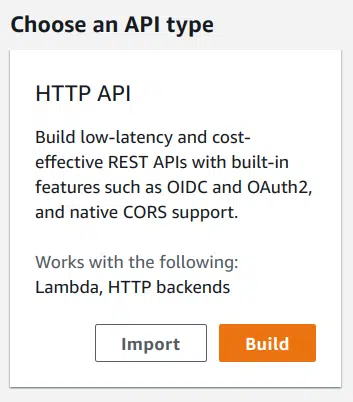 Choose an API type
HTTP API
Build low-latency and cost-
effective REST APIs with built-in
features such as OIDC and OAuth2,
and native CORS support.
Works with the following:
Lambda, HTTP backends
Import
Build